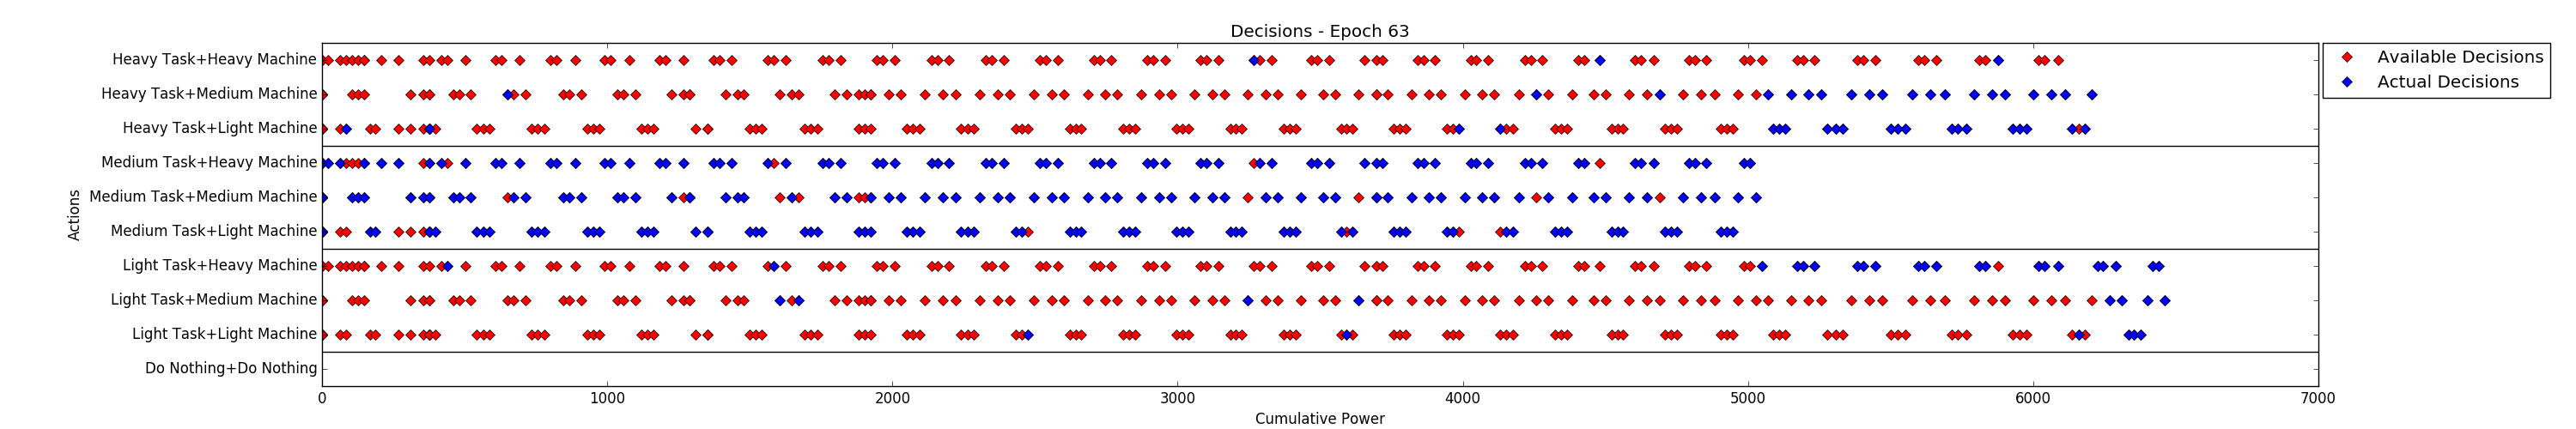 Decisions - Epoch 63
Heavy Task+Heavy Machine
Heavy Task+Medium Machine
Heavy Task+Light Machine
Medium Task+Heavy Machine
Medium Task+Medium Machine
Medium Task+Light Machine
Light Task+Heavy Machine
Light Task+Medium Machine
Light Task+Light Machine
Do Nothing+Do Nothing
Actions
0 1000 2000 3000 4000 5000 6000 7000
Cumulative Power
Available Decisions
Actual Decisions